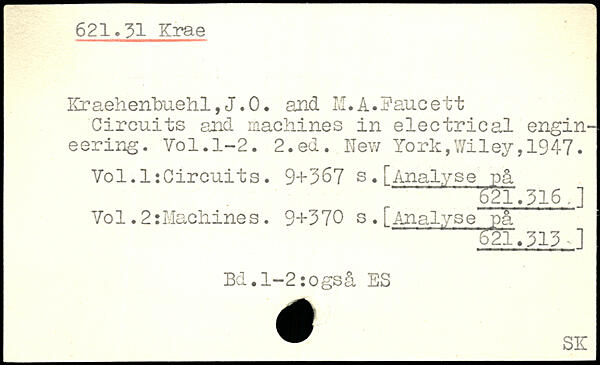 621.31 Krae
Kraehenbuehl,J.O. and M.A.Faucett
Circuits and machines in electrical engin-
eering. Vol.1-2. 2.ed. New York,Wiley,1947.
Vol.1:Circuits. 9+367 s.[Analyse på
621.316.]
Vol.2:Machines. 9+370 s.[Analyse på
621.313.]
Bd.1-2:også ES
SK